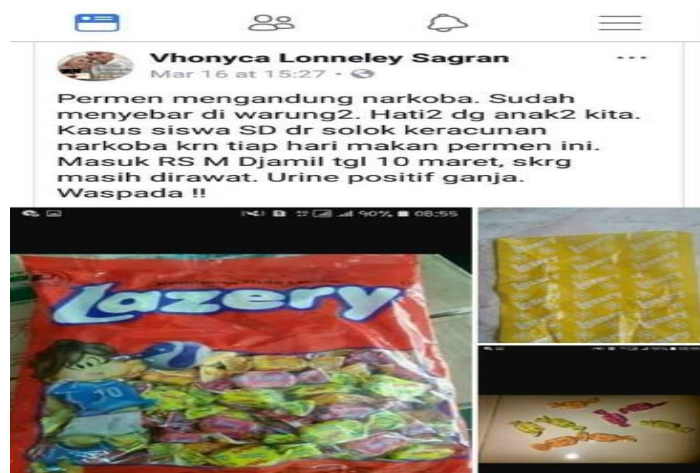 Vhonyca Lonneley Sagran
Mar 16 at 15:27
Permen mengandung narkoba. Sudah
menyebar di warung2. Hati2 dg anak2 kita.
Kasus siswa SD dr solok keracunan
narkoba krn tiap hari makan permen ini.
Masuk RS M Djamil tgl 10 maret, skrg
masih dirawat. Urine positif ganja.
Waspada !!
90% 08:55
Lazery